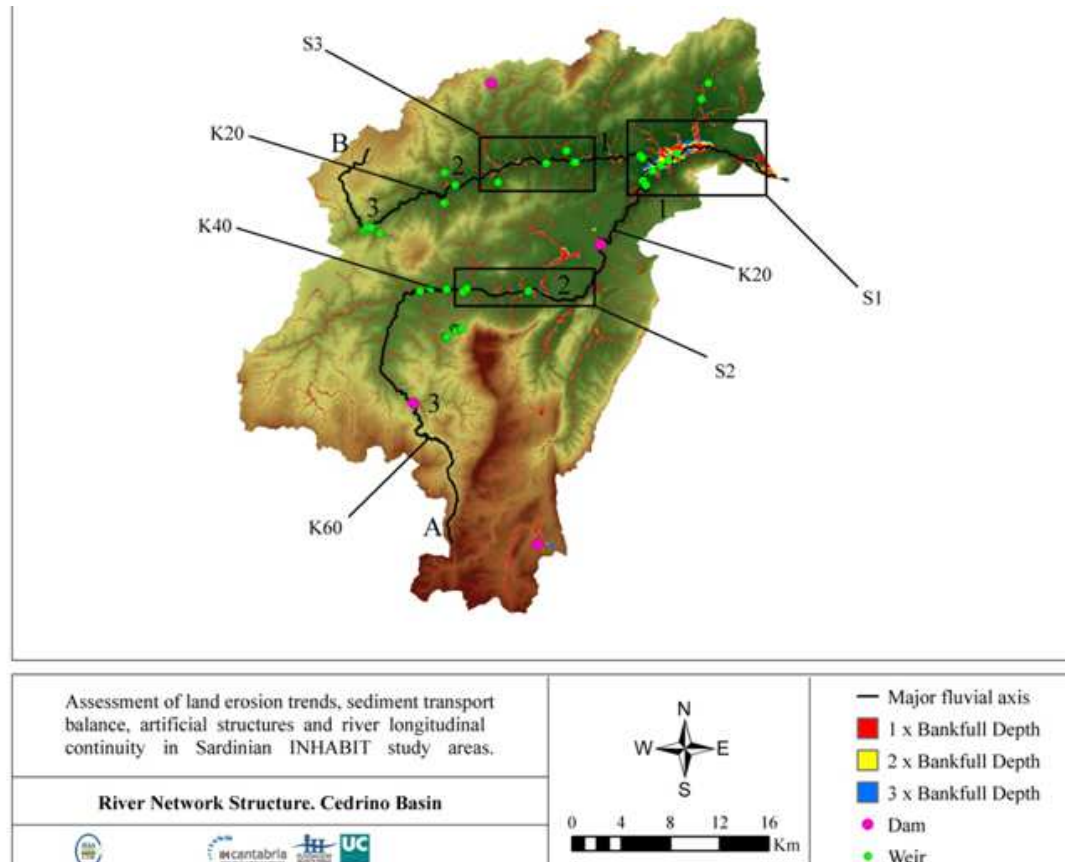 S3
K20
B
1
2
3
1
K40
K20
2
S1
S2
3
K60
A
Assessment of land erosion trends, sediment transport
balance, artificial structures and river longitudinal
continuity in Sardinian INHABIT study areas.
River Network Structure. Cedrino Basin
IH cantabria
UC
N
W E
S
0 4 8 12 16
Km
Major fluvial axis
1 x Bankfull Depth
2 x Bankfull Depth
3 x Bankfull Depth
Dam
Weir